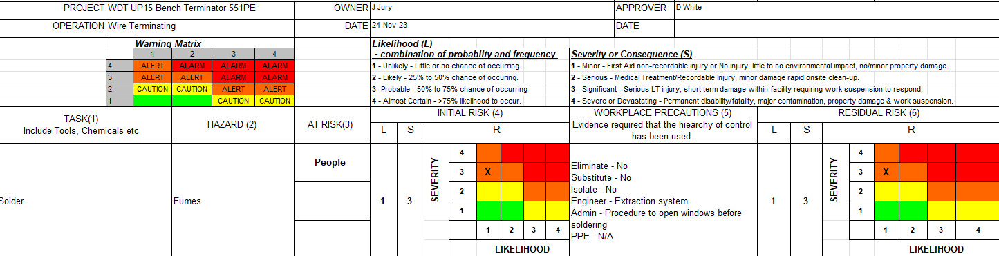 PROJECT WDT UP15 Bench Terminator 551PE OWNER J Jury APPROVER D White
OPERATION Wire Terminating DATE 24-Nov-23 DATE
Warning Matrix
1 2 3 4
4 ALERT ALARM ALARM ALARM
3 ALERT ALERT ALARM ALARM
2 CAUTION CAUTION ALERT ALERT
1 CAUTION CAUTION
Likelihood (L)
- combination of probablity and frequency
1 - Unlikely - Little or no chance of occurring.
2 - Likely - 25% to 50% chance of occurring.
3- Probable - 50% to 75% chance of occurring
4 - Almost Certain - >75% likelihood to occur.
Severity or Consequence (S)
1 - Minor - First Aid non-recordable injury or No injury, little to no environmental impact, no/minor property damage.
2 - Serious - Medical Treatment/Recordable Injury, minor damage rapid onsite clean-up.
3 - Significant - Serious LT injury, short term damage within facility requiring work suspension to respond.
4 - Severe or Devastating - Permanent disability/fatality, major contamination, property damage & work suspension.
TASK(1)
Include Tools, Chemicals etc
HAZARD (2)
AT RISK(3)
INITIAL RISK (4)
L S R
WORKPLACE PRECAUTIONS (5)
Evidence required that the hiearchy of control
has been used.
RESIDUAL RISK (6)
L S R
Solder
Fumes
People
1
3
SEVERITY
4
3 X
2
1
1 2 3 4
LIKELIHOOD
Eliminate - No
Substitute - No
Isolate - No
Engineer - Extraction system
Admin - Procedure to open windows before
soldering
PPE - N/A
1
3
SEVERITY
4
3 X
2
1
1 2 3 4
LIKELIHOOD